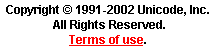 Copyright © 1991-2002 Unicode, Inc.
All Rights Reserved.
Terms of use.